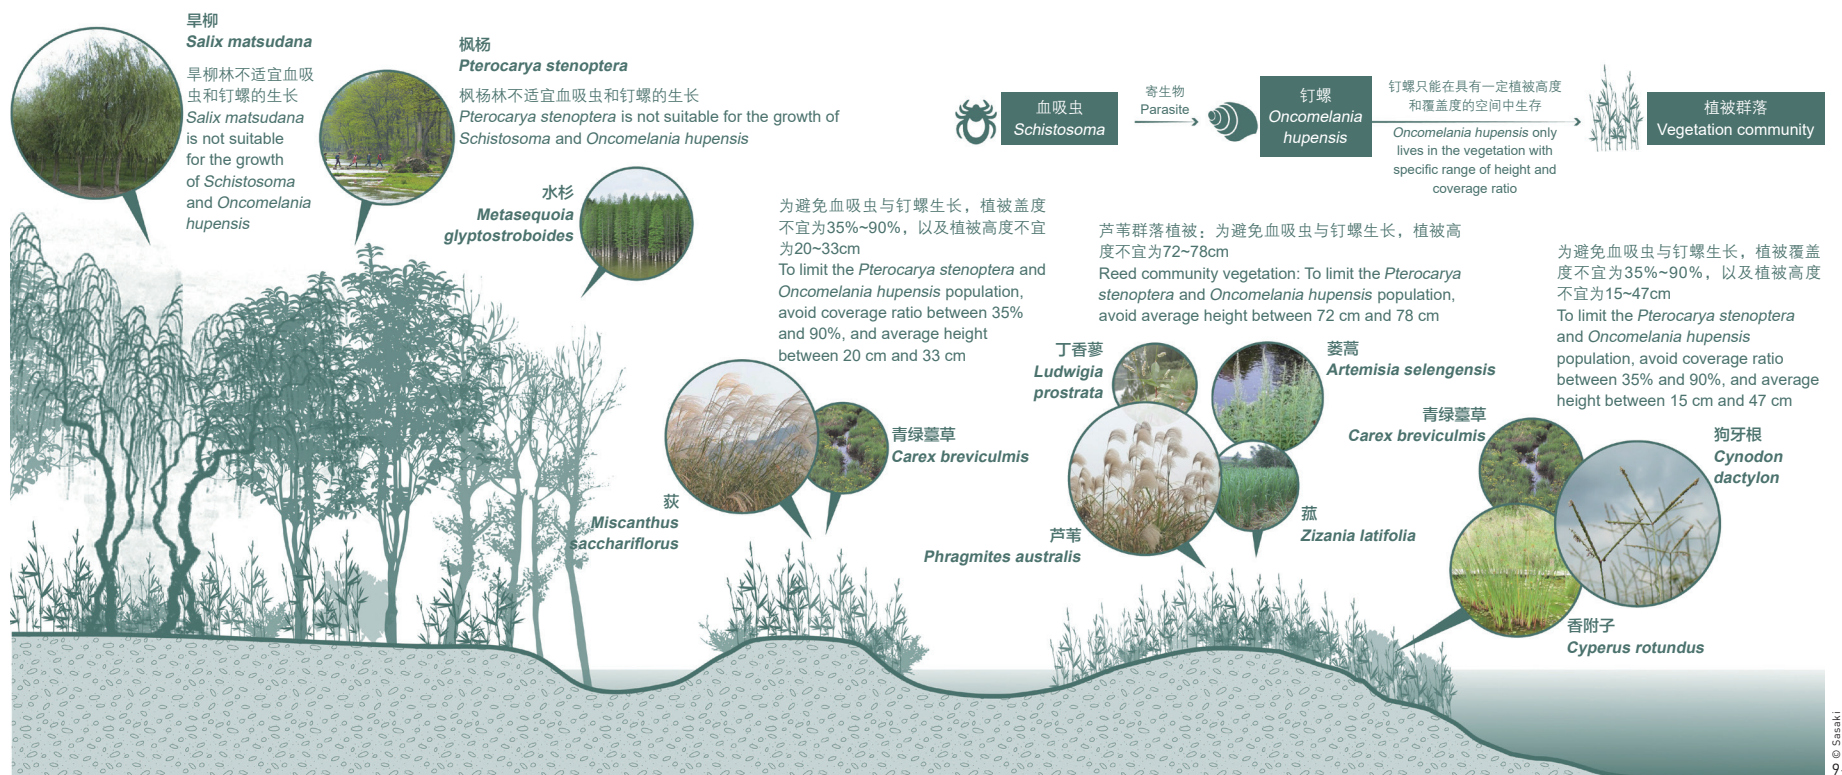 旱柳
Salix matsudana
旱柳林不适宜血吸
虫和钉螺的生长
Salix matsudana
is not suitable
for the growth
of Schistosoma
and Oncomelania
hupensis
枫杨
Pterocarya stenoptera
枫杨林不适宜血吸虫和钉螺的生长
Pterocarya stenoptera is not suitable for the growth of
Schistosoma and Oncomelania hupensis
水杉
Metasequoia
glyptostroboides
血吸虫
Schistosoma
寄生物
Parasite
钉螺
Oncomelania
hupensis
钉螺只能在具有一定植被高度
和覆盖度的空间中生存
Oncomelania hupensis only
lives in the vegetation with
specific range of height and
coverage ratio
植被群落
Vegetation community
为避免血吸虫与钉螺生长，植被盖度
不宜为35%~90%，以及植被高度不宜
为20~33cm
To limit the Pterocarya stenoptera and
Oncomelania hupensis population,
avoid coverage ratio between 35%
and 90%, and average height
between 20 cm and 33 cm
芦苇群落植被：为避免血吸虫与钉螺生长，植被高
度不宜为72~78cm
Reed community vegetation: To limit the Pterocarya
stenoptera and Oncomelania hupensis population,
avoid average height between 72 cm and 78 cm
为避免血吸虫与钉螺生长，植被覆盖
度不宜为35%~90%，以及植被高度
不宜为15~47cm
To limit the Pterocarya stenoptera
and Oncomelania hupensis
population, avoid coverage ratio
between 35% and 90%, and average
height between 15 cm and 47 cm
荻
Miscanthus
sacchariflorus
青绿薹草
Carex breviculmis
丁香蓼
Ludwigia
prostrata
蒌蒿
Artemisia selengensis
芦苇
Phragmites australis
菰
Zizania latifolia
青绿薹草
Carex breviculmis
狗牙根
Cynodon
dactylon
香附子
Cyperus rotundus
© Sasaki
9